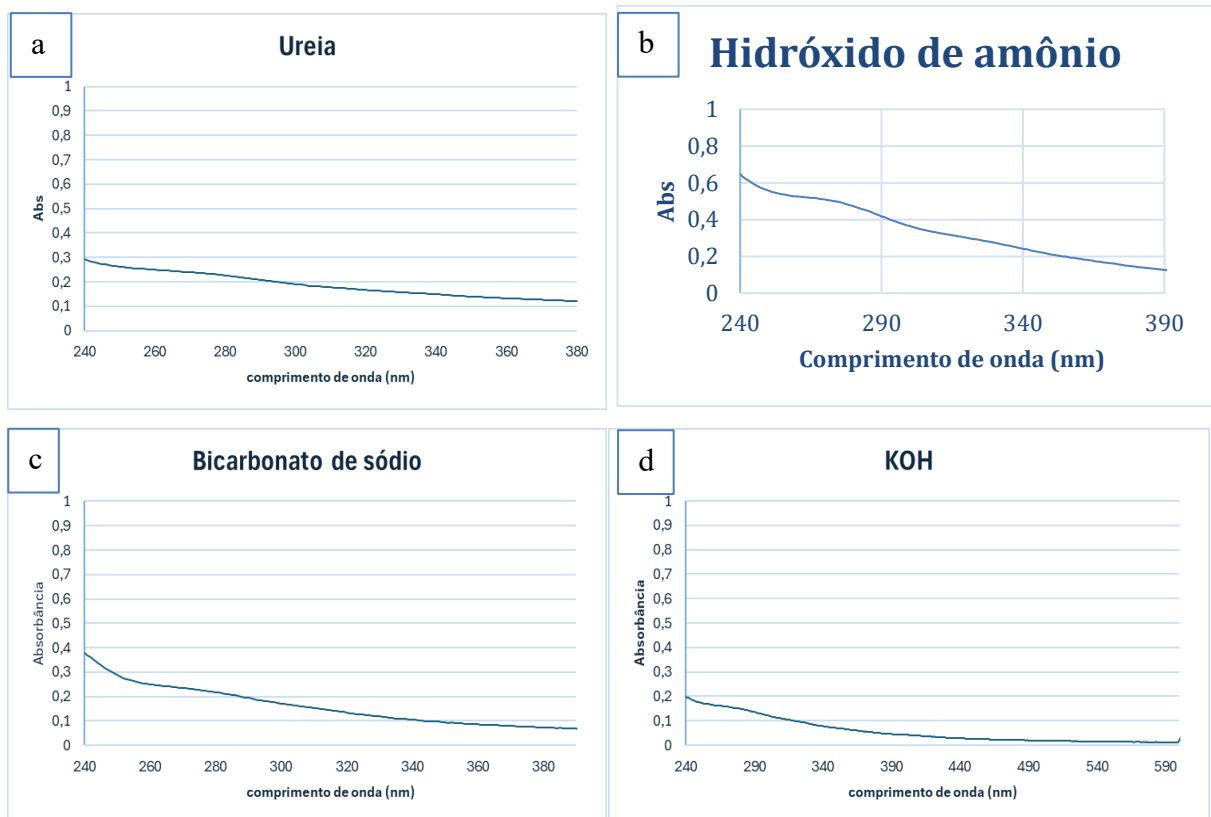 a
Ureia
1
0,9
0,8
0,7
0,6
0,5
0,4
0,3
0,2
0,1
0
Abs
240 260 280 300 320 340 360 380
comprimento de onda (nm)
b
Hidróxido de amônio
1
0,8
0,6
0,4
0,2
0
Abs
240 290 340 390
Comprimento de onda (nm)
c
Bicarbonato de sódio
1
0,9
0,8
0,7
0,6
0,5
0,4
0,3
0,2
0,1
0
Absorbância
240 260 280 300 320 340 360 380
comprimento de onda (nm)
d
KOH
1
0,9
0,8
0,7
0,6
0,5
0,4
0,3
0,2
0,1
0
Absorbância
240 290 340 390 440 490 540 590
comprimento de onda (nm)